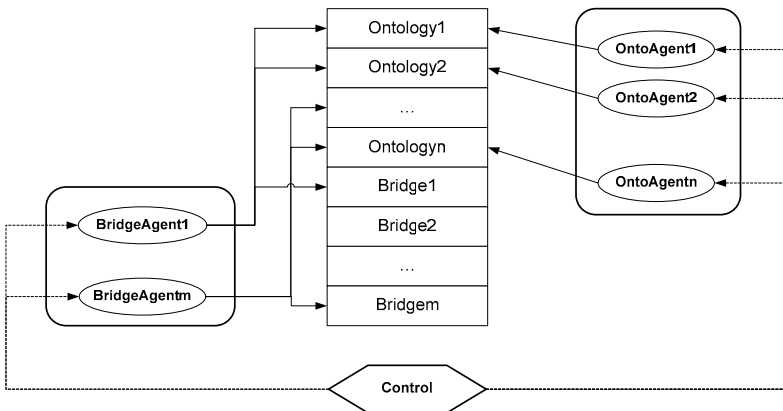 Ontology1
Ontology2
...
Ontologyn
Bridge1
Bridge2
...
Bridgem
OntoAgent1
OntoAgent2
OntoAgentn
BridgeAgent1
BridgeAgentm
Control